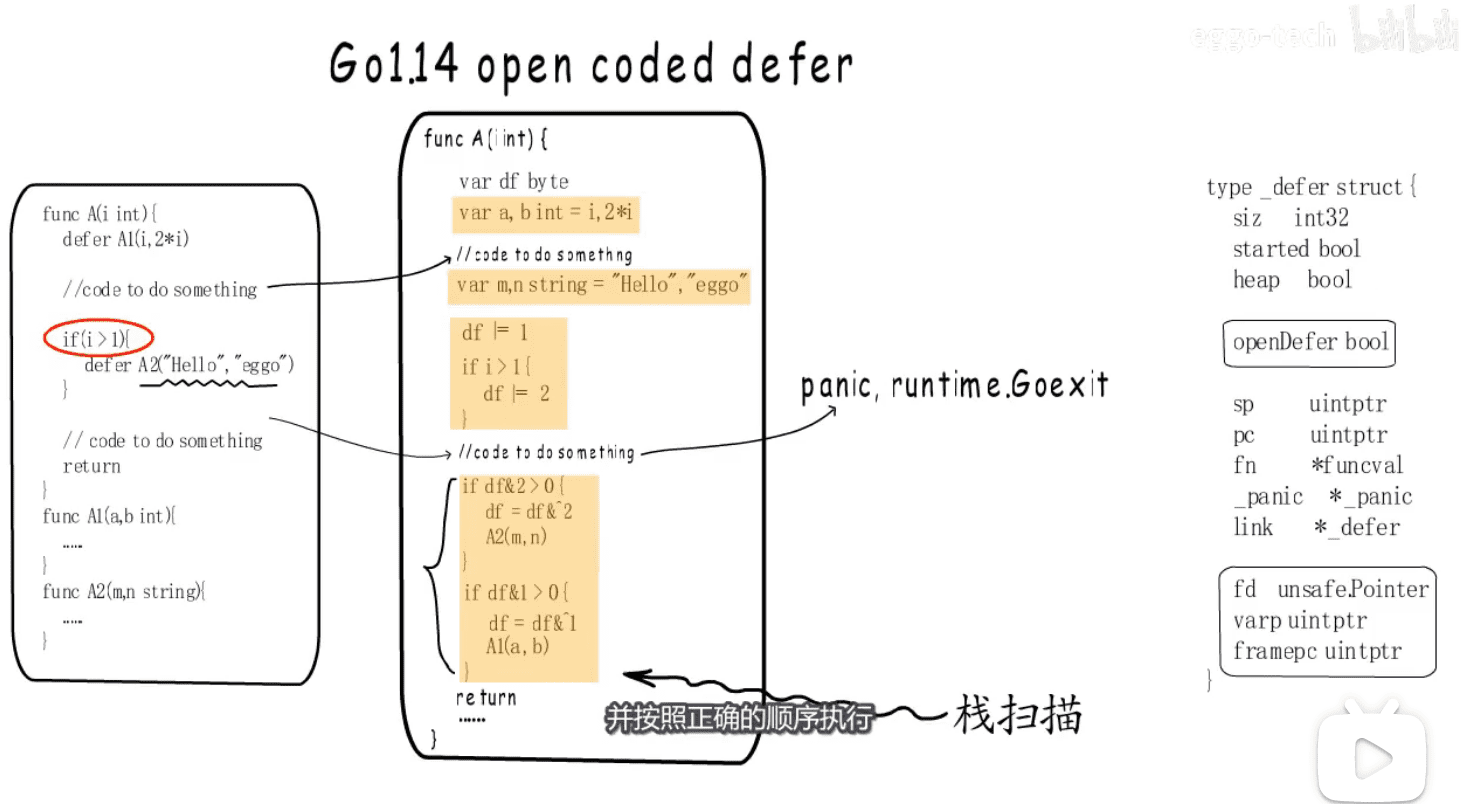 eggo-tech bilibili
Go1.14 open coded defer
func A(i int){
defer A1(i,2*i)
//code to do something
if(i>1){
defer A2("Hello","eggo")
}
// code to do something
return
}
func A1(a,b int){
.....
}
func A2(m,n string){
.....
}
func A(i int) {
var df byte
var a, b int = i,2*i
//code to do something
var m,n string = "Hello","eggo"
df |= 1
if i>1{
df |= 2
}
//code to do something
if df&2>0{
df = df&^2
A2(m,n)
}
if df&1>0{
df = df&^1
A1(a,b)
}
return
......
}
panic, runtime.Goexit
栈扫描
并按照正确的顺序执行
type _defer struct {
siz int32
started bool
heap bool
openDefer bool
sp uintptr
pc uintptr
fn *funcval
_panic *_panic
link *_defer
fd unsafe.Pointer
varp uintptr
framepc uintptr
}